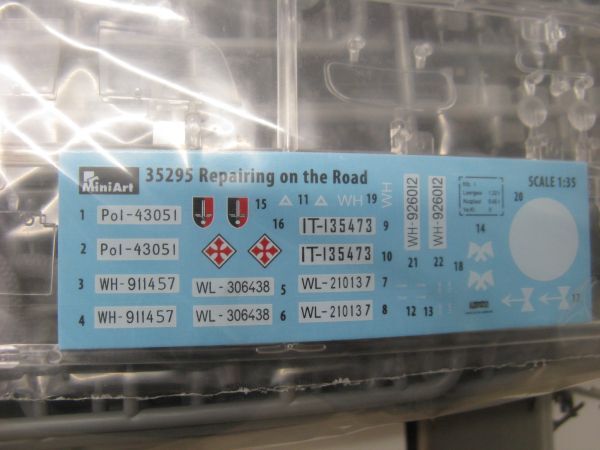 MiniArt 35295 Repairing on the Road SCALE 1:35
1 Pol-43051 15 11 WH 19 WH WH-926012 WH-926012 20
16 IT-135473 9
2 Pol-43051 IT-135473 10 21 22 14
3 WH-911457 WL-306438 5 WL-210137 7 18
4 WH-911457 WL-306438 6 WL-210137 8 12 13 17